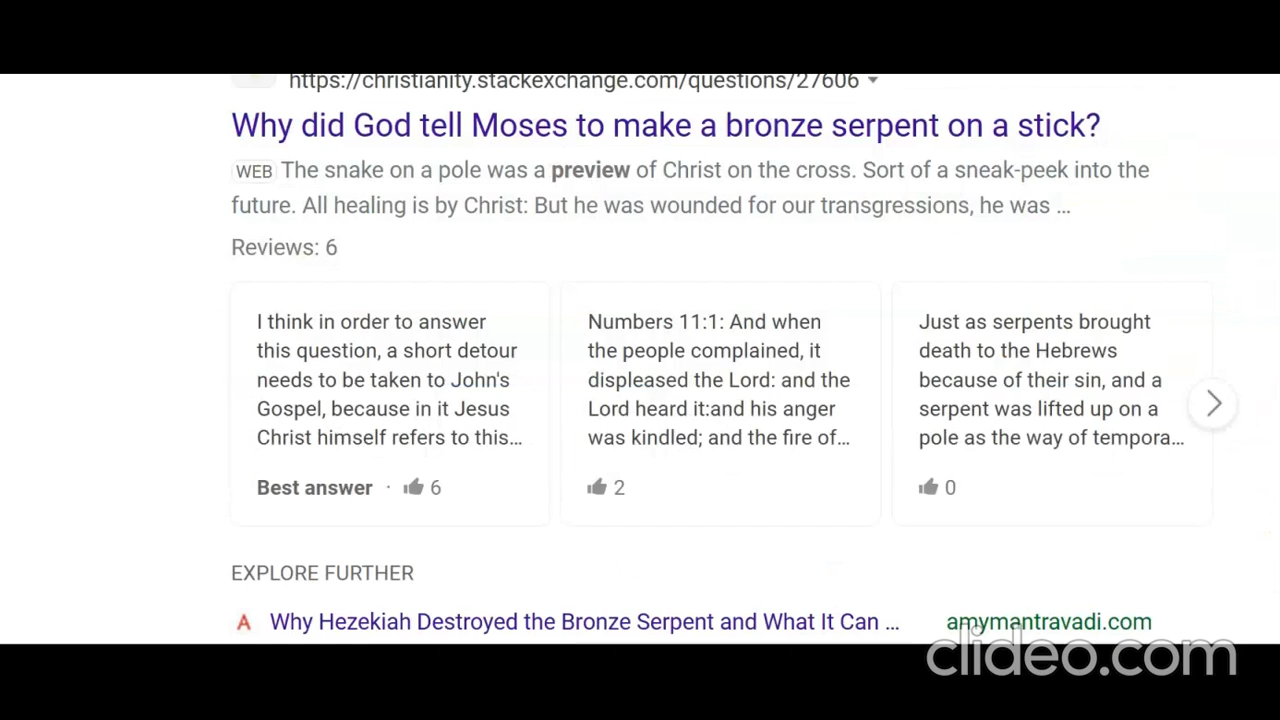 https://christianity.stackexchange.com/questions/27606
Why did God tell Moses to make a bronze serpent on a stick?
WEB The snake on a pole was a preview of Christ on the cross. Sort of a sneak-peek into the
future. All healing is by Christ: But he was wounded for our transgressions, he was ...
Reviews: 6
I think in order to answer
this question, a short detour
needs to be taken to John's
Gospel, because in it Jesus
Christ himself refers to this...
Best answer · 6
Numbers 11:1: And when
the people complained, it
displeased the Lord: and the
Lord heard it:and his anger
was kindled; and the fire of...
2
Just as serpents brought
death to the Hebrews
because of their sin, and a
serpent was lifted up on a
pole as the way of tempora...
0
EXPLORE FURTHER
A Why Hezekiah Destroyed the Bronze Serpent and What It Can ... amymantravadi.com
clideo.com